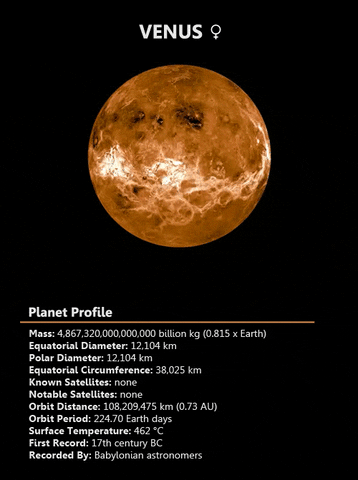 VENUS ♀
Planet Profile
Mass: 4,867,320,000,000,000 billion kg (0.815 x Earth)
Equatorial Diameter: 12,104 km
Polar Diameter: 12,104 km
Equatorial Circumference: 38,025 km
Known Satellites: none
Notable Satellites: none
Orbit Distance: 108,209,475 km (0.73 AU)
Orbit Period: 224.70 Earth days
Surface Temperature: 462 °C
First Record: 17th century BC
Recorded By: Babylonian astronomers